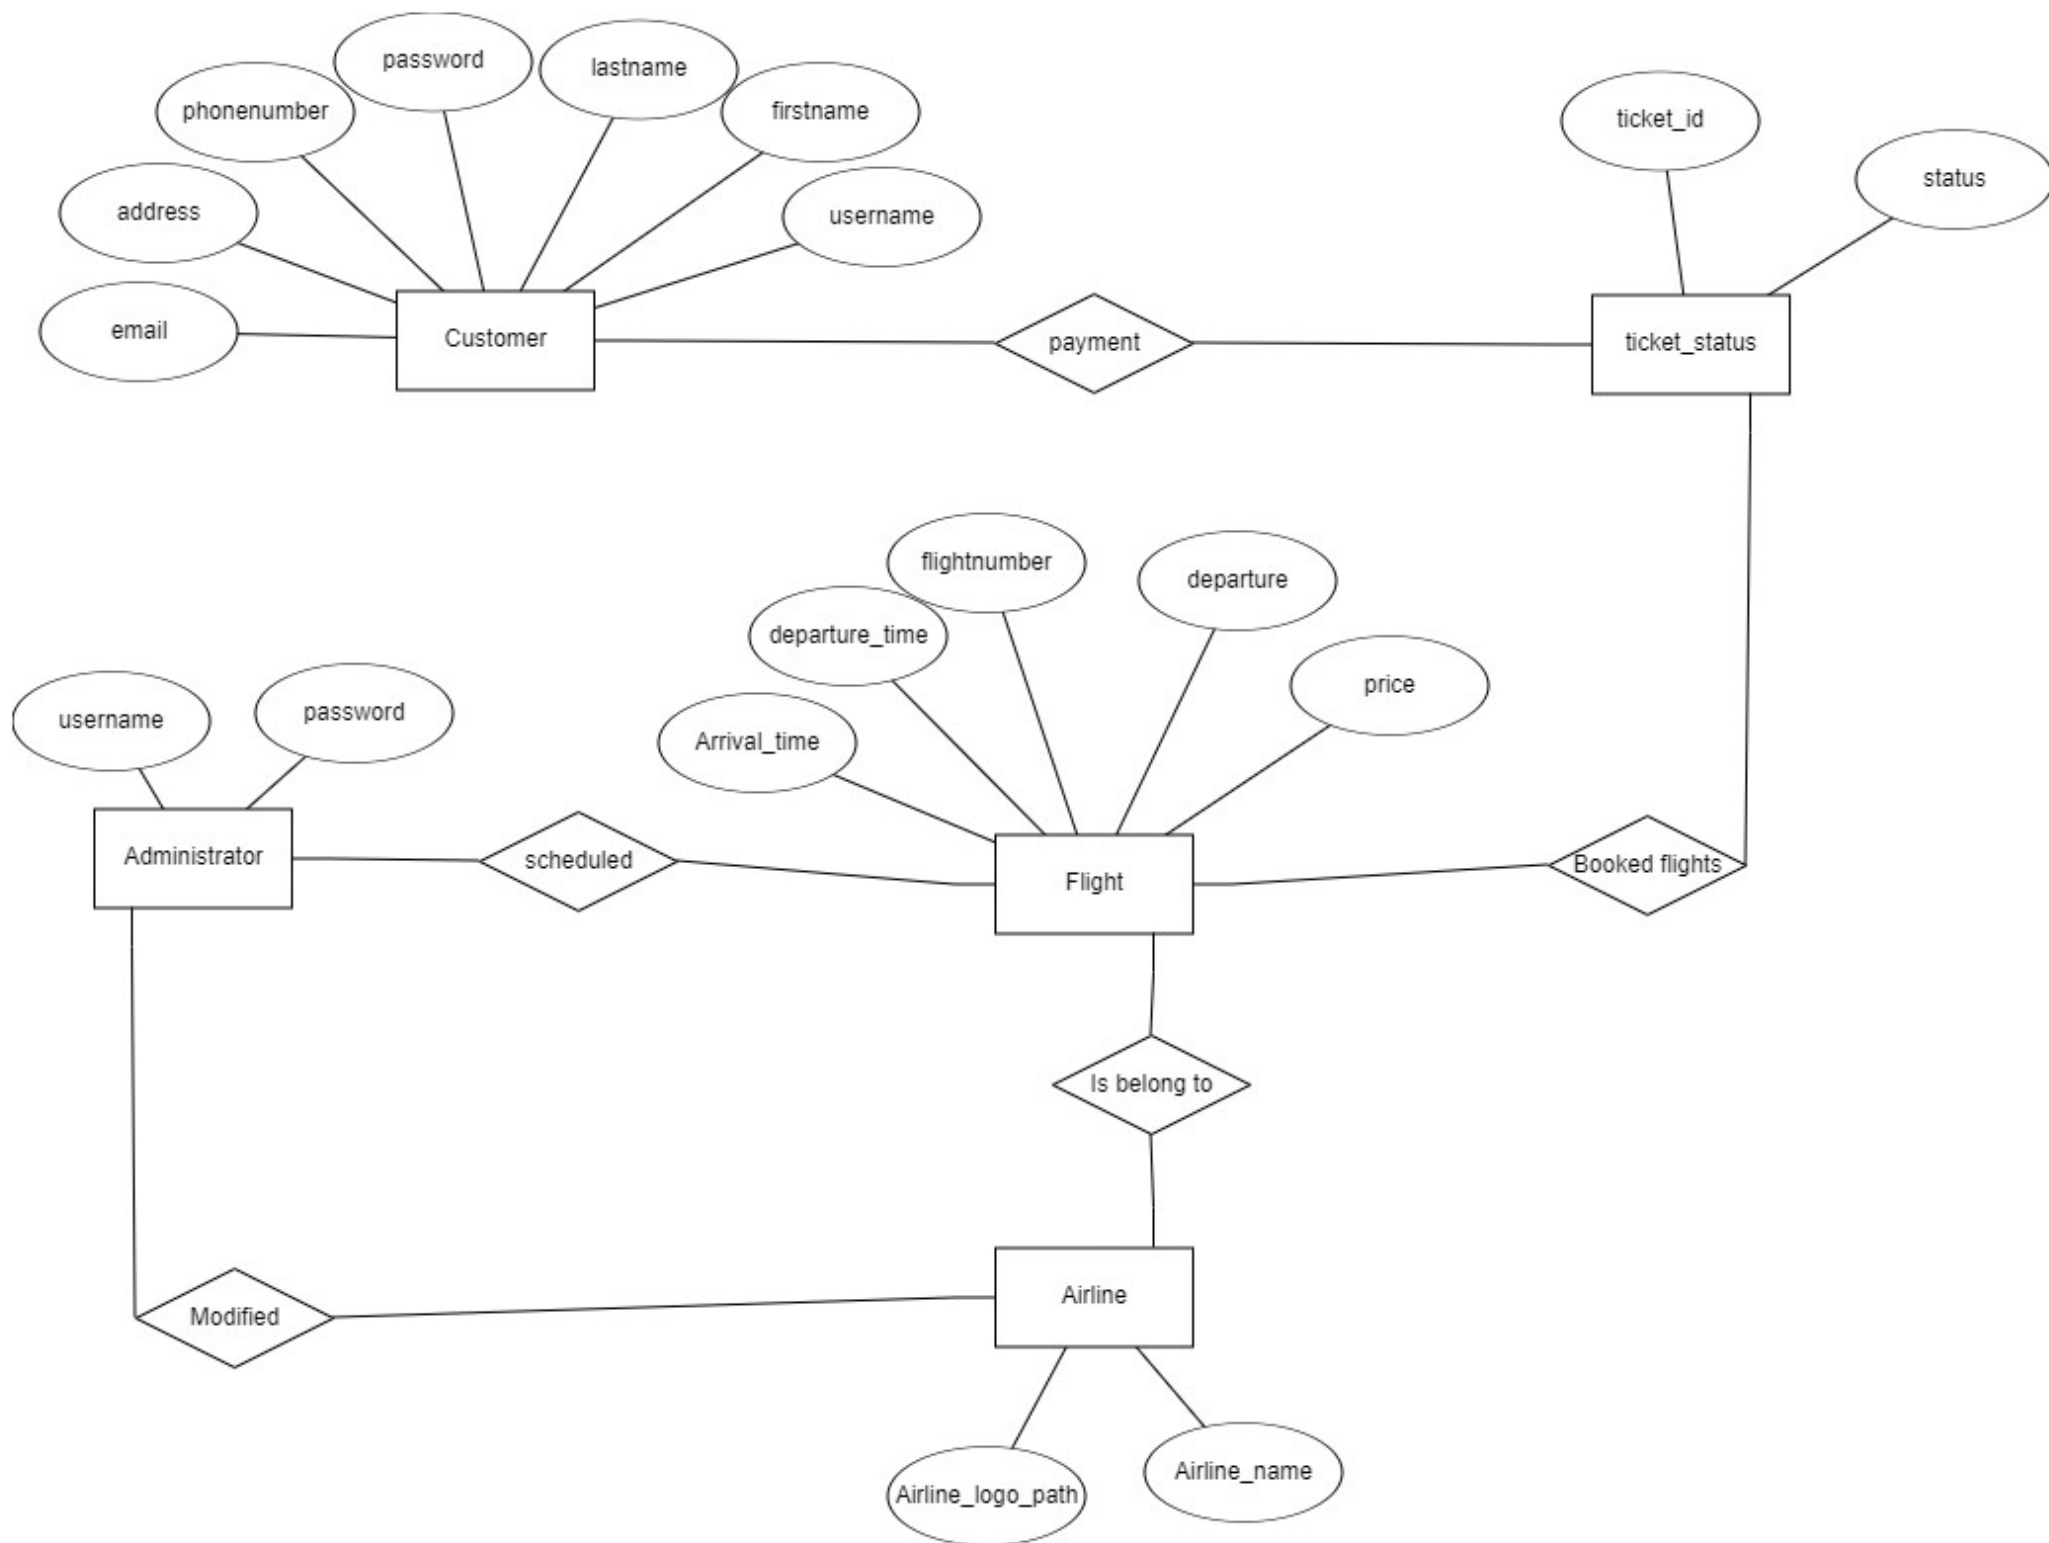 password
lastname
phonenumber
firstname
ticket_id
status
address
username
email
Customer
payment
ticket_status
flightnumber
departure
departure_time
price
username
password
Arrival_time
Administrator
scheduled
Flight
Booked flights
Is belong to
Modified
Airline
Airline_logo_path
Airline_name